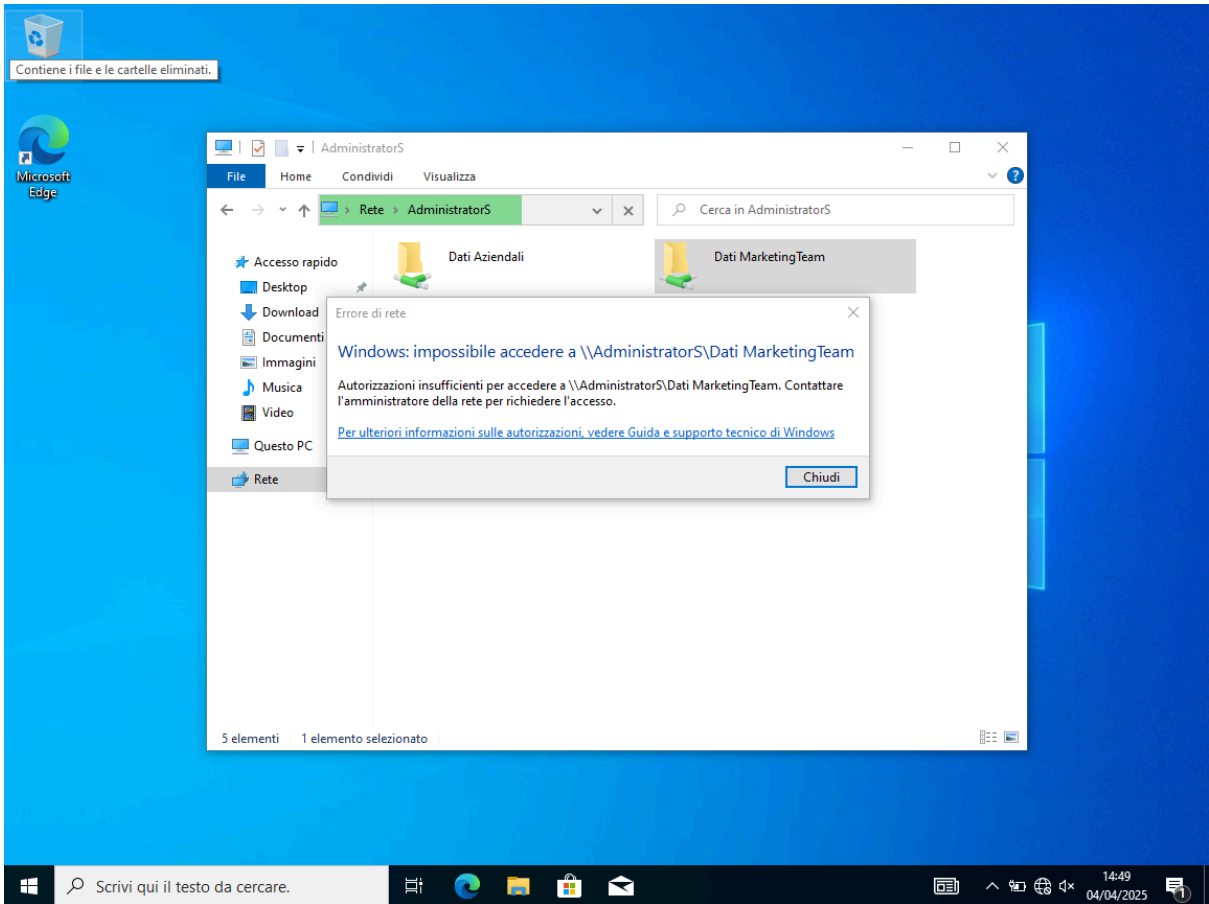 Contiene i file e le cartelle eliminati.
Microsoft
Edge
AdministratorS
File Home Condividi Visualizza
Rete AdministratorS
Cerca in AdministratorS
Accesso rapido
Desktop
Download
Documenti
Immagini
Musica
Video
Questo PC
Rete
Dati Aziendali
Dati MarketingTeam
Errore di rete
Windows: impossibile accedere a \\AdministratorS\Dati MarketingTeam
Autorizzazioni insufficienti per accedere a \\AdministratorS\Dati MarketingTeam. Contattare
l'amministratore della rete per richiedere l'accesso.
Per ulteriori informazioni sulle autorizzazioni, vedere Guida e supporto tecnico di Windows
Chiudi
5 elementi 1 elemento selezionato
Scrivi qui il testo da cercare.
14:49
04/04/2025
1